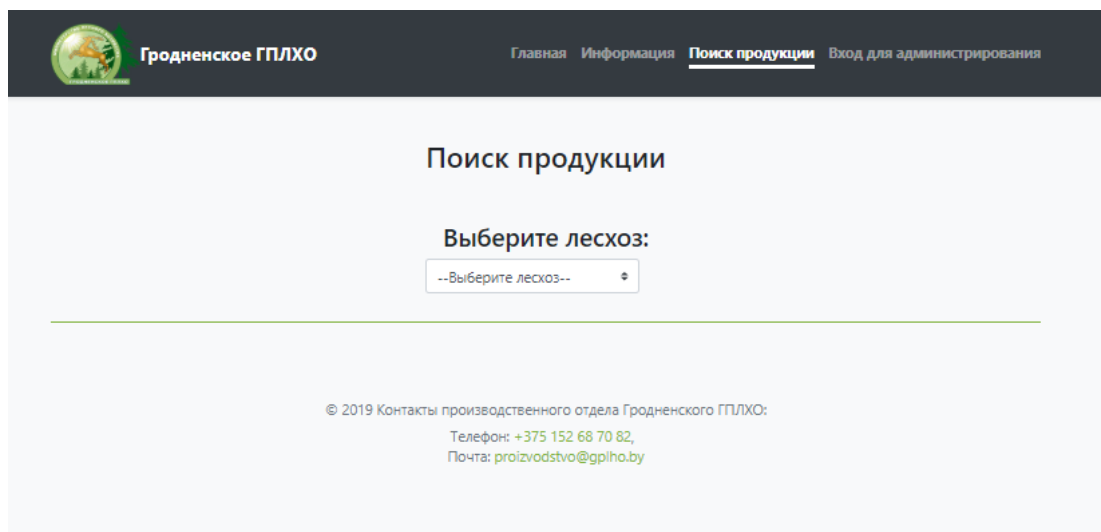 Гродненское ГПЛХО
Главная Информация Поиск продукции Вход для администрирования
Поиск продукции
Выберите лесхоз:
--Выберите лесхоз--
© 2019 Контакты производственного отдела Гродненского ГПЛХО:
Телефон: +375 152 68 70 82,
Почта: proizvodstvo@gplho.by